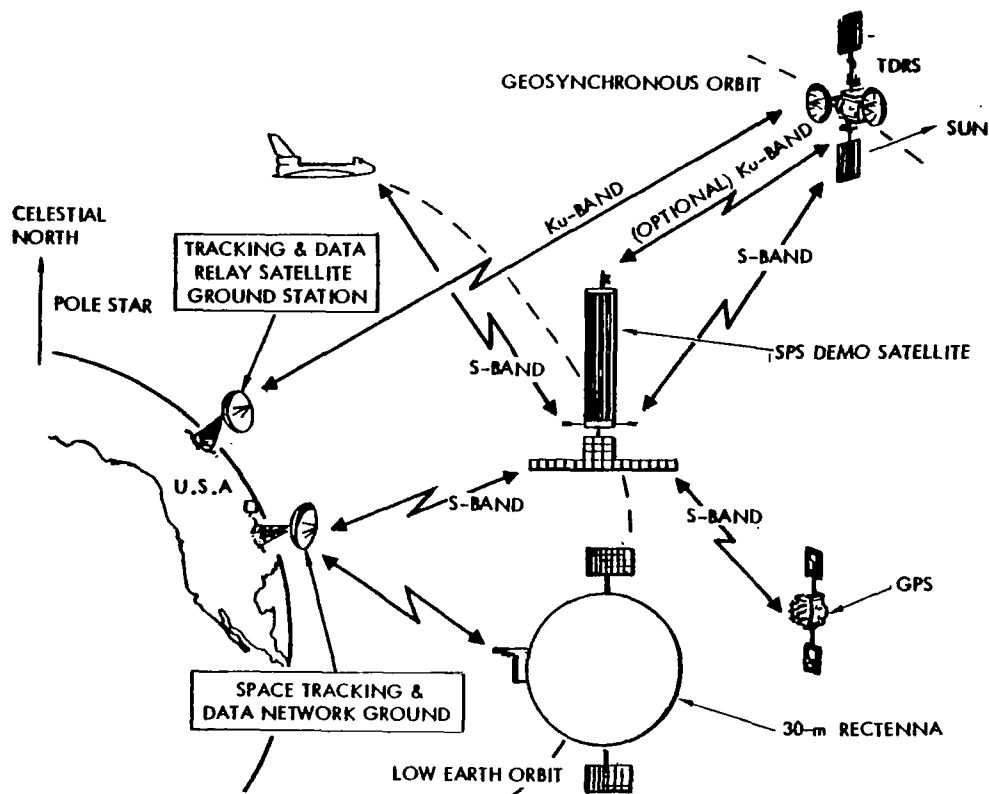 TDRS
GEOSYNCHRONOUS ORBIT
SUN
Ku-BAND
(OPTIONAL) Ku-BAND
CELESTIAL
NORTH
TRACKING & DATA
RELAY SATELLITE
GROUND STATION
POLE STAR
S-BAND
S-BAND
SPS DEMO SATELLITE
U.S.A
S-BAND
S-BAND
GPS
SPACE TRACKING &
DATA NETWORK GROUND
30-m RECTENNA
LOW EARTH ORBIT